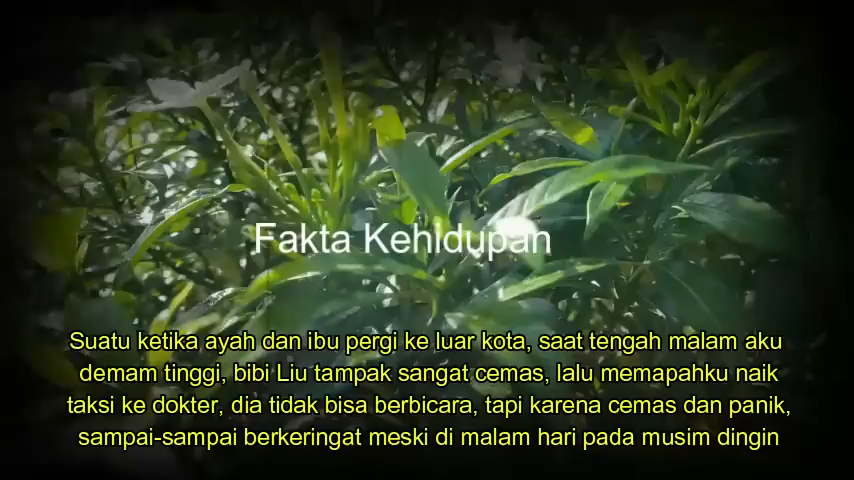 Fakta Kehidupan
Suatu ketika ayah dan ibu pergi ke luar kota, saat tengah malam aku
demam tinggi, bibi Liu tampak sangat cemas, lalu memapahku naik
taksi ke dokter, dia tidak bisa berbicara, tapi karena cemas dan panik,
sampai-sampai berkeringat meski di malam hari pada musim dingin